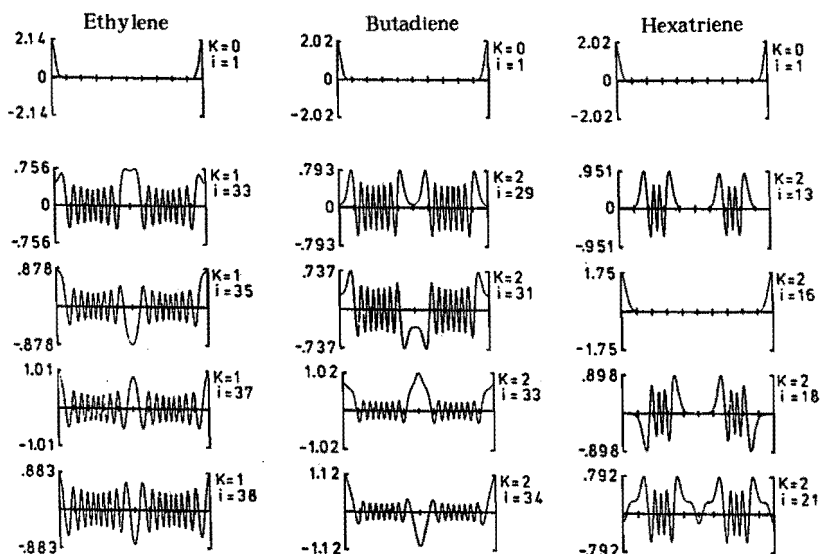 Ethylene
2.14
0
-2.14
K=0
i=1
.756
0
-.756
K=1
i=33
.878
-.878
K=1
i=35
1.01
-1.01
K=1
i=37
.883
-.883
K=1
i=38
Butadiene
2.02
0
-2.02
K=0
i=1
.793
0
-.793
K=2
i=29
.737
-.737
K=2
i=31
1.02
-1.02
K=2
i=33
1.12
-1.12
K=2
i=34
Hexatriene
2.02
0
-2.02
K=0
i=1
.951
0
-.951
K=2
i=13
1.75
-1.75
K=2
i=16
.898
-.898
K=2
i=18
.792
-.792
K=2
i=21